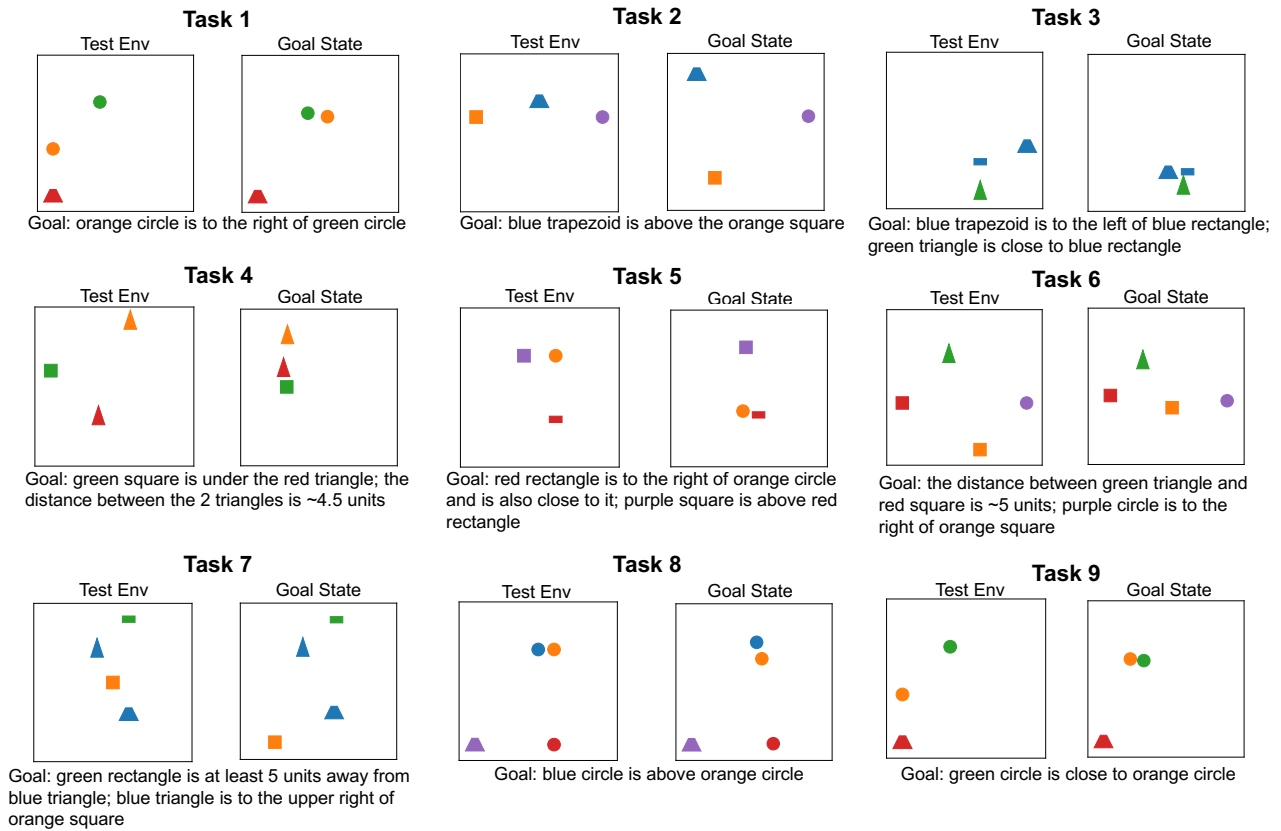 Task 1
Task 2
Task 3
Test Env
Goal State
Test Env
Goal State
Test Env
Goal State
Goal: orange circle is to the right of green circle
Goal: blue trapezoid is above the orange square
Goal: blue trapezoid is to the left of blue rectangle;
green triangle is close to blue rectangle
Task 4
Task 5
Task 6
Test Env
Goal State
Test Env
Goal State
Test Env
Goal State
Goal: green square is under the red triangle; the
distance between the 2 triangles is ~4.5 units
Goal: red rectangle is to the right of orange circle
and is also close to it; purple square is above red
rectangle
Goal: the distance between green triangle and
red square is ~5 units; purple circle is to the
right of orange square
Task 7
Task 8
Task 9
Test Env
Goal State
Test Env
Goal State
Test Env
Goal State
Goal: green rectangle is at least 5 units away from
blue triangle; blue triangle is to the upper right of
orange square
Goal: blue circle is above orange circle
Goal: green circle is close to orange circle